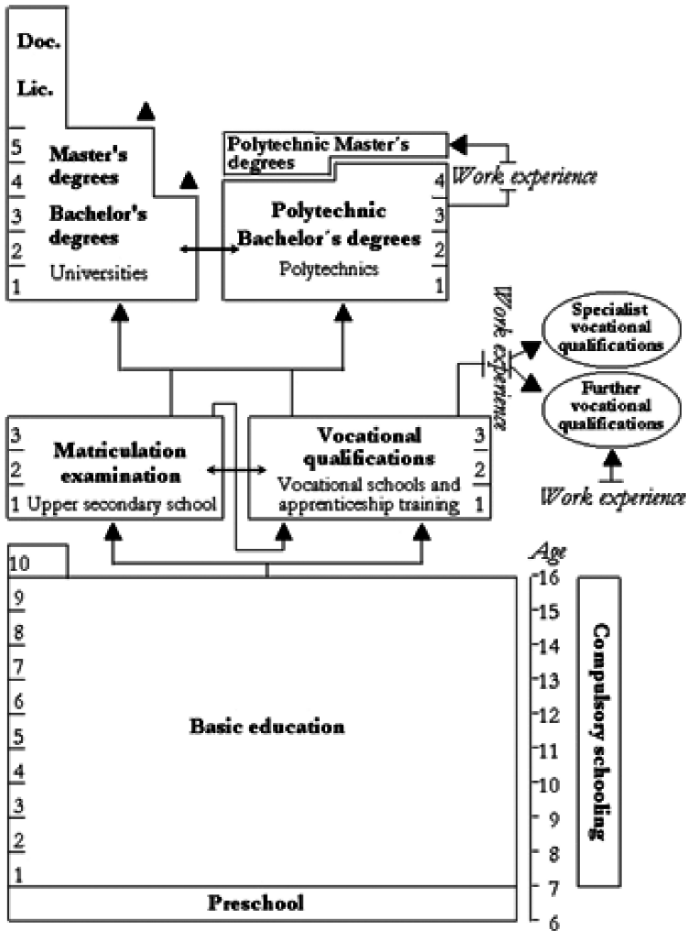 Doc.
Lic.
5
4
3
2
1
Master's
degrees
Bachelor's
degrees
Universities
Polytechnic Master´s
degrees
Work experience
Polytechnic
Bachelor´s degrees
Polytechnics
4
3
2
1
Work experience
Specialist
vocational
qualifications
Further
vocational
qualifications
Work experience
3
2
1
Matriculation
examination
Upper secondary school
Vocational
qualifications
Vocational schools and
apprenticeship training
3
2
1
10
9
8
7
6
5
4
3
2
1
Basic education
Preschool
Age
16
15
14
13
12
11
10
9
8
7
6
Compulsory schooling